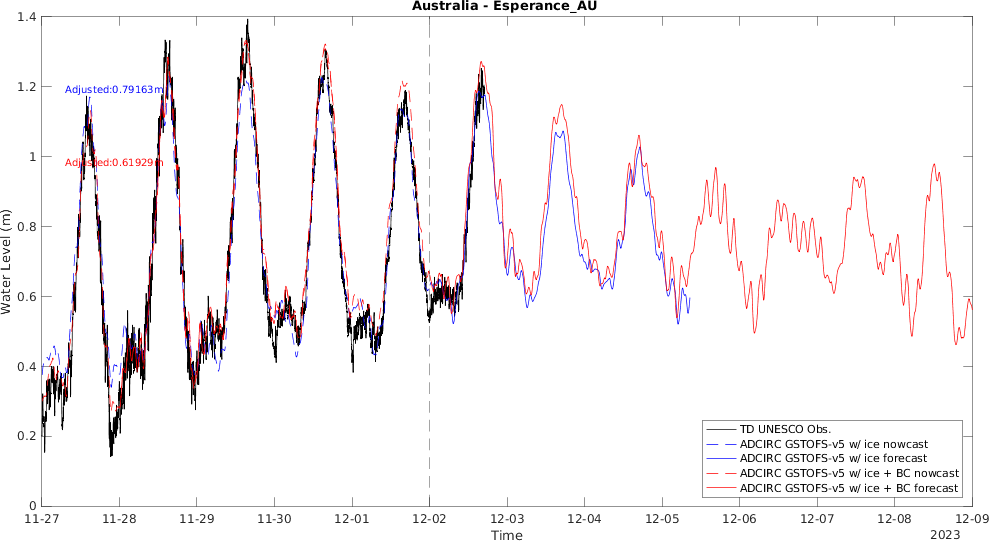 Australia - Esperance_AU
1.4
1.2
1
0.8
0.6
0.4
0.2
0
Water Level (m)
Adjusted:0.79163m
Adjusted:0.61929m
TD UNESCO Obs.
ADCIRC GSTOFS-v5 w/ ice nowcast
ADCIRC GSTOFS-v5 w/ ice forecast
ADCIRC GSTOFS-v5 w/ ice + BC nowcast
ADCIRC GSTOFS-v5 w/ ice + BC forecast
11-27 11-28 11-29 11-30 12-01 12-02 12-03 12-04 12-05 12-06 12-07 12-08 12-09
Time
2023